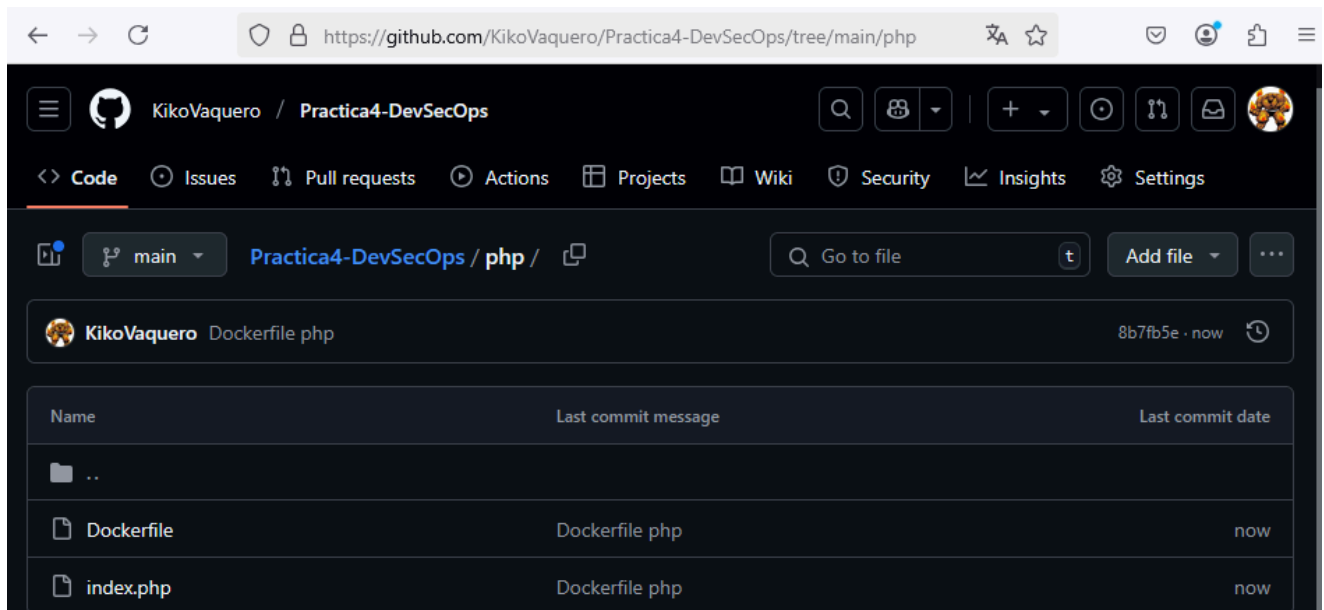 https://github.com/KikoVaquero/Practica4-DevSecOps/tree/main/php
KikoVaquero / Practica4-DevSecOps
Code Issues Pull requests Actions Projects Wiki Security Insights Settings
main Practica4-DevSecOps / php / Go to file t Add file
KikoVaquero Dockerfile php 8b7fb5e · now
Name Last commit message Last commit date
..
Dockerfile Dockerfile php now
index.php Dockerfile php now